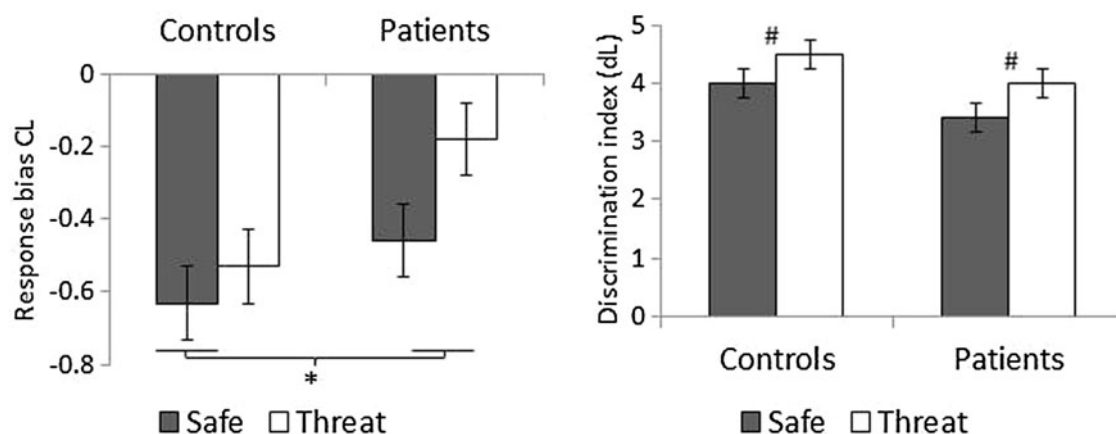 Controls Patients
0
-0.2
-0.4
-0.6
-0.8
Response bias CL
*
Safe Threat
5
4
3
2
1
0
Discrimination index (dL)
# #
Controls Patients
Safe Threat